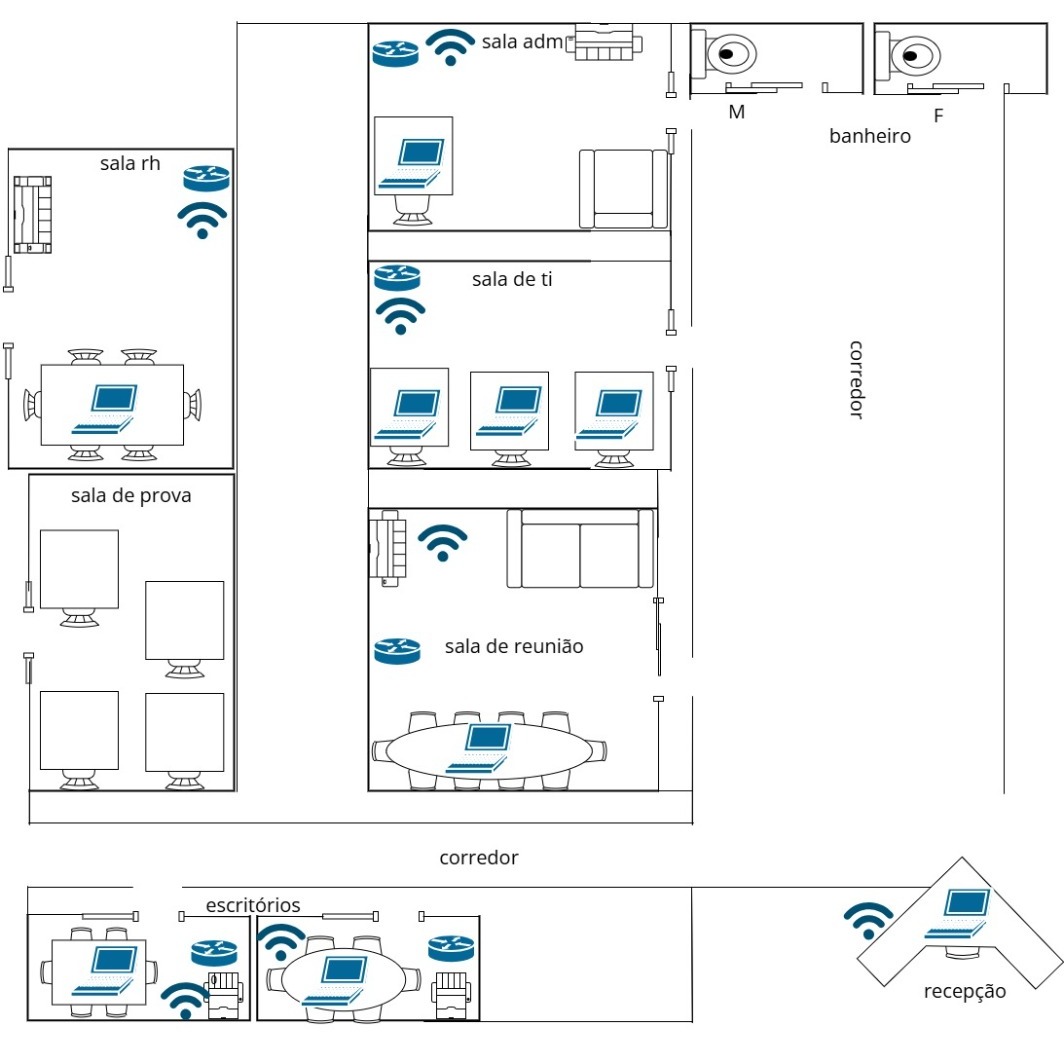 sala adm
M
F
banheiro
sala rh
sala de ti
corredor
sala de prova
sala de reunião
corredor
escritórios
recepção